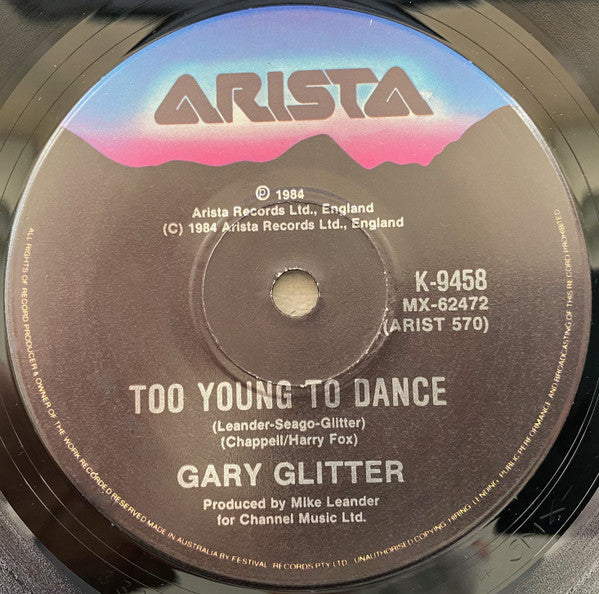 ARISTA
℗ 1984
Arista Records Ltd., England
(C) 1984 Arista Records Ltd., England
K-9458
MX-62472
(ARIST 570)
TOO YOUNG TO DANCE
(Leander-Seago-Glitter)
(Chappell/Harry Fox)
GARY GLITTER
Produced by Mike Leander
for Channel Music Ltd.
ALL RIGHTS OF RECORD PRODUCER & OWNER OF THE WORK RECORDED RESERVED MADE IN AUSTRALIA BY FESTIVAL RECORDS PTY LTD. UNAUTHORISED COPYING HIRING LENDING PUBLIC PERFORMANCE AND BROADCASTING OF THIS RECORD PROHIBITED